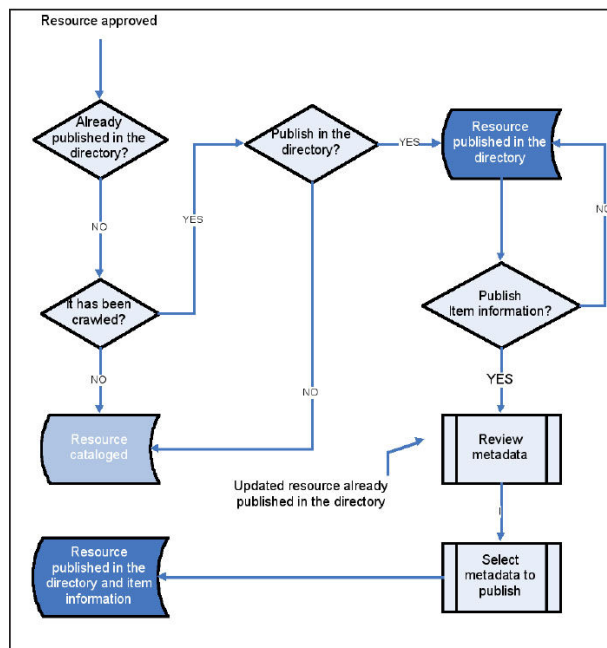 Resource approved
Already
published in the
directory?
Publish in the
directory?
YES
Resource
published in the
directory
NO
YES
NO
It has been
crawled?
Publish
Item information?
NO
NO
YES
Resource
cataloged
Review
metadata
Updated resource already
published in the directory
Resource
published in the
directory and item
information
Select
metadata to
publish